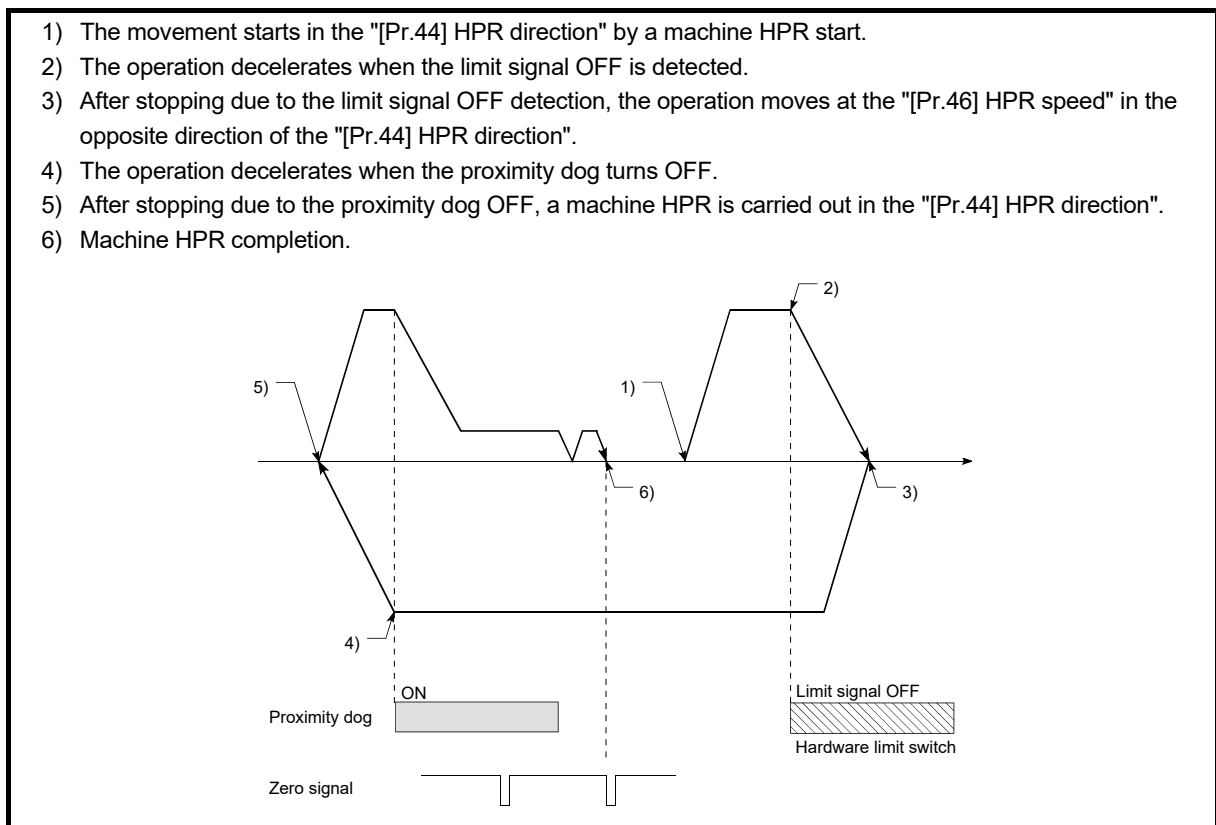 1) The movement starts in the "[Pr.44] HPR direction" by a machine HPR start.
2) The operation decelerates when the limit signal OFF is detected.
3) After stopping due to the limit signal OFF detection, the operation moves at the "[Pr.46] HPR speed" in the
opposite direction of the "[Pr.44] HPR direction".
4) The operation decelerates when the proximity dog turns OFF.
5) After stopping due to the proximity dog OFF, a machine HPR is carried out in the "[Pr.44] HPR direction".
6) Machine HPR completion.
2)
5)
1)
6)
3)
4)
ON
Limit signal OFF
Proximity dog
Hardware limit switch
Zero signal